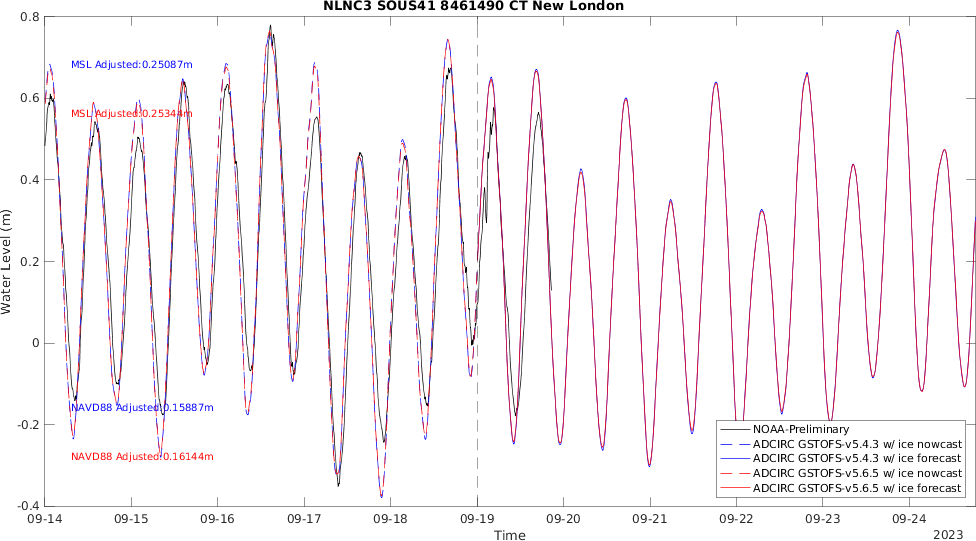 NLNC3 SOUS41 8461490 CT New London
Water Level (m)
0.8
0.6
0.4
0.2
0
-0.2
-0.4
MSL Adjusted:0.25087m
MSL Adjusted:0.25344m
NAVD88 Adjusted:0.15887m
NAVD88 Adjusted:0.16144m
NOAA-Preliminary
ADCIRC GSTOFS-v5.4.3 w/ ice nowcast
ADCIRC GSTOFS-v5.4.3 w/ ice forecast
ADCIRC GSTOFS-v5.6.5 w/ ice nowcast
ADCIRC GSTOFS-v5.6.5 w/ ice forecast
09-14 09-15 09-16 09-17 09-18 09-19 09-20 09-21 09-22 09-23 09-24
Time
2023